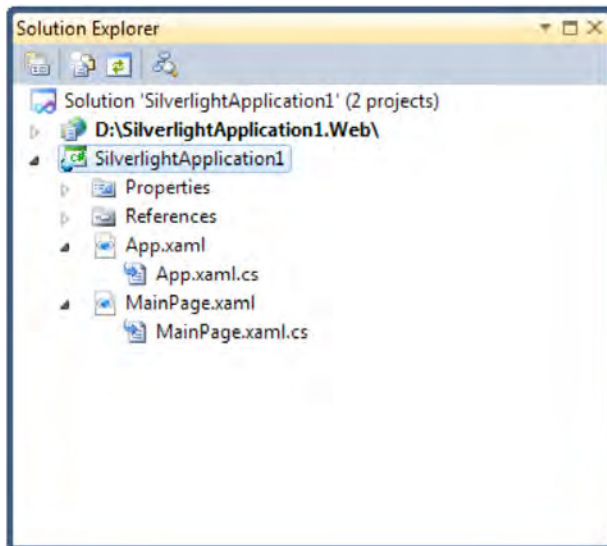 Solution Explorer
Solution 'SilverlightApplication1' (2 projects)
D:\SilverlightApplication1.Web\
SilverlightApplication1
Properties
References
App.xaml
App.xaml.cs
MainPage.xaml
MainPage.xaml.cs